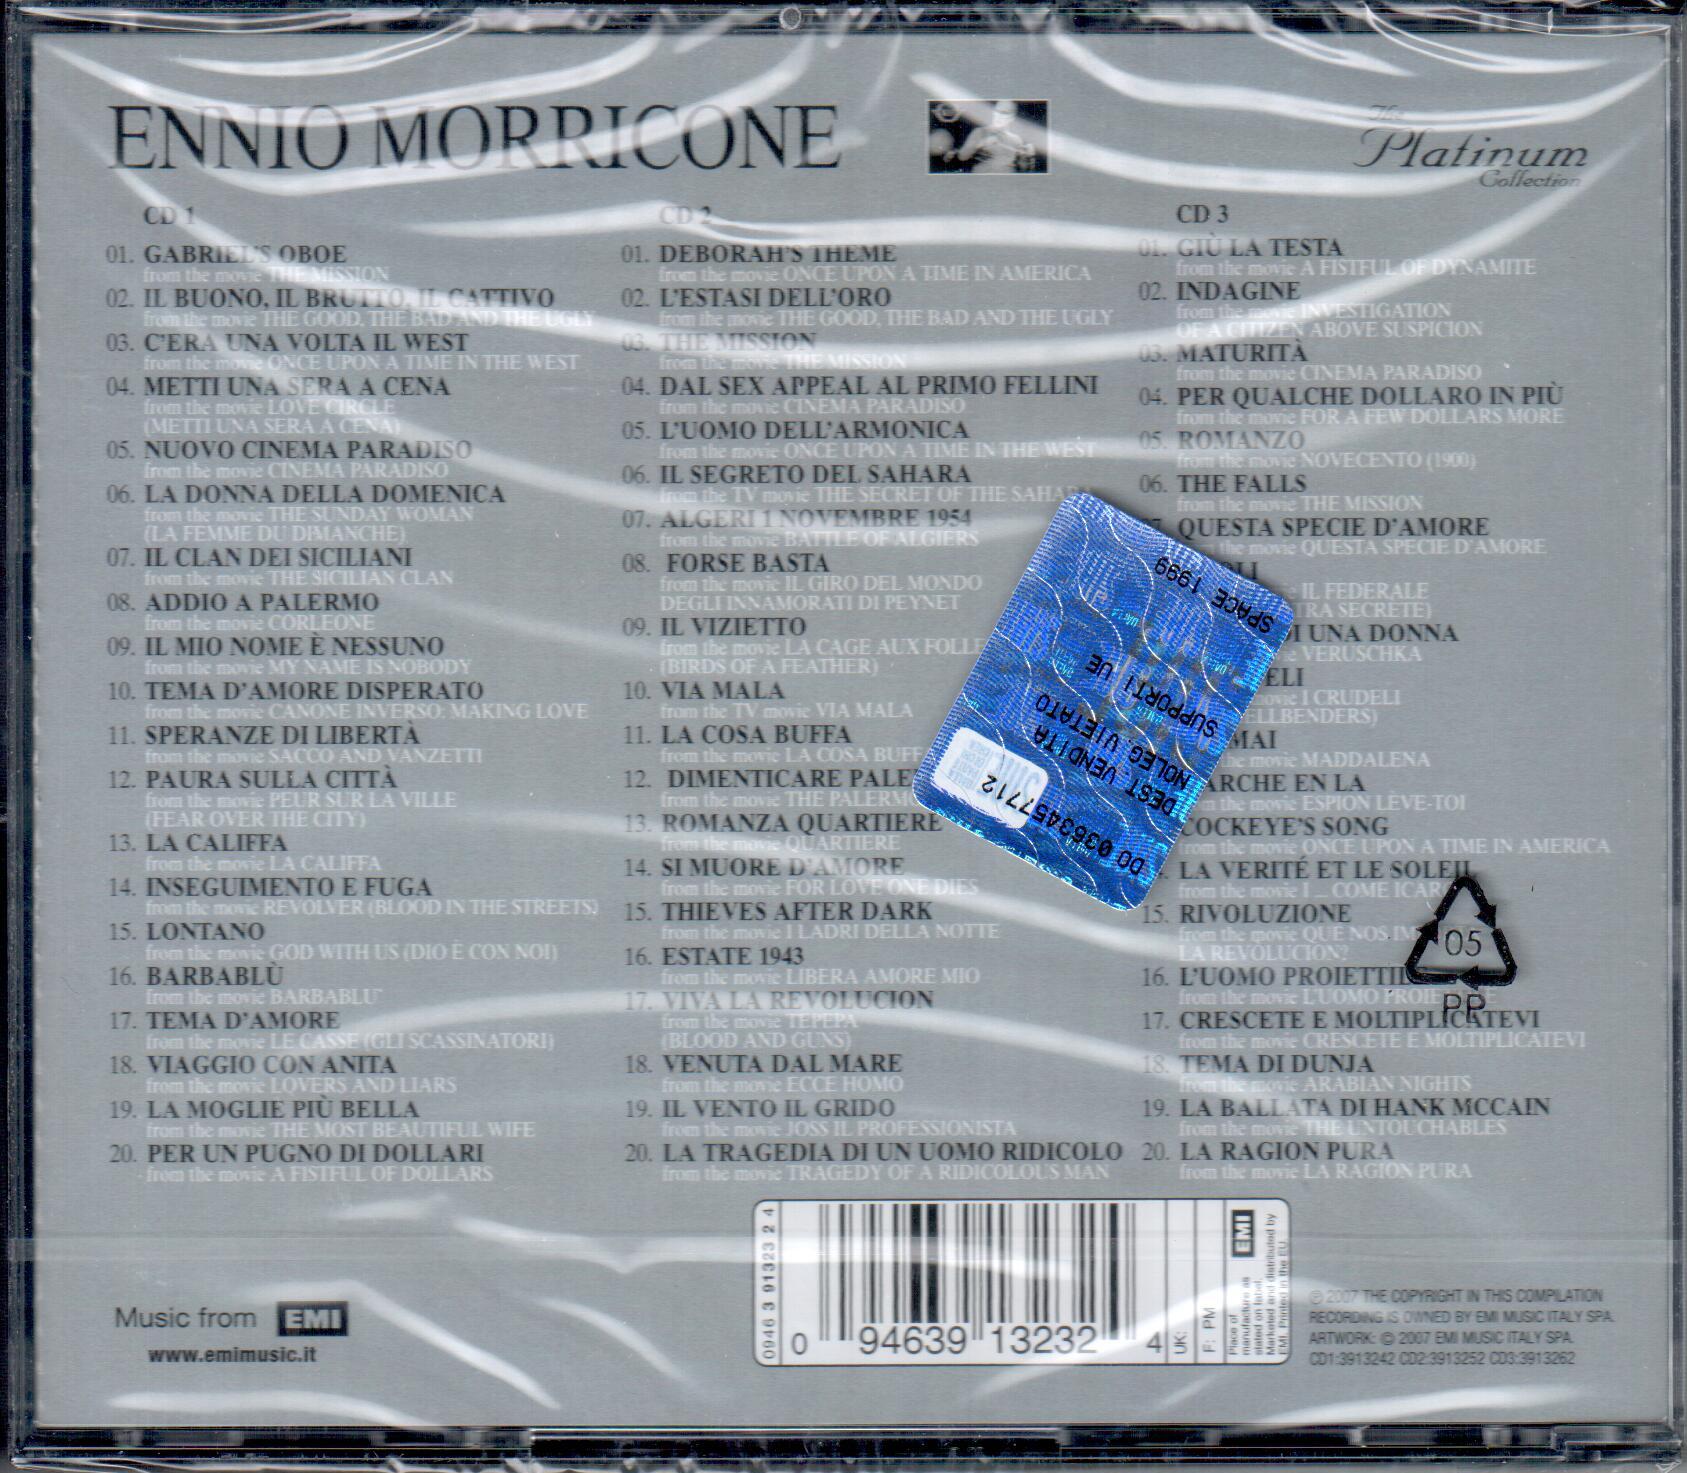 ENNIO MORRICONE
The
Platinum
Collection
CD 1
01. GABRIEL'S OBOE
from the movie THE MISSION
02. IL BUONO, IL BRUTTO, IL CATTIVO
from the movie THE GOOD, THE BAD AND THE UGLY
03. C'ERA UNA VOLTA IL WEST
from the movie ONCE UPON A TIME IN THE WEST
04. METTI UNA SERA A CENA
from the movie LOVE CIRCLE
(METTI UNA SERA A CENA)
05. NUOVO CINEMA PARADISO
from the movie CINEMA PARADISO
06. LA DONNA DELLA DOMENICA
from the movie THE SUNDAY WOMAN
(LA FEMME DU DIMANCHE)
07. IL CLAN DEI SICILIANI
from the movie THE SICILIAN CLAN
08. ADDIO A PALERMO
from the movie CORLEONE
09. IL MIO NOME È NESSUNO
from the movie MY NAME IS NOBODY
10. TEMA D'AMORE DISPERATO
from the movie CANONE INVERSO: MAKING LOVE
11. SPERANZE DI LIBERTÀ
from the movie SACCO AND VANZETTI
12. PAURA SULLA CITTÀ
from the movie PEUR SUR LA VILLE
(FEAR OVER THE CITY)
13. LA CALIFFA
from the movie LA CALIFFA
14. INSEGUIMENTO E FUGA
from the movie REVOLVER (BLOOD IN THE STREETS)
15. LONTANO
from the movie GOD WITH US (DIO È CON NOI)
16. BARBABLÙ
from the movie BARBABLU'
17. TEMA D'AMORE
from the movie LE CASSE (GLI SCASSINATORI)
18. VIAGGIO CON ANITA
from the movie LOVERS AND LIARS
19. LA MOGLIE PIÙ BELLA
from the movie THE MOST BEAUTIFUL WIFE
20. PER UN PUGNO DI DOLLARI
from the movie A FISTFUL OF DOLLARS
CD 2
01. DEBORAH'S THEME
from the movie ONCE UPON A TIME IN AMERICA
02. L'ESTASI DELL'ORO
from the movie THE GOOD, THE BAD AND THE UGLY
03. THE MISSION
from the movie THE MISSION
04. DAL SEX APPEAL AL PRIMO FELLINI
from the movie CINEMA PARADISO
05. L'UOMO DELL'ARMONICA
from the movie ONCE UPON A TIME IN THE WEST
06. IL SEGRETO DEL SAHARA
from the TV movie THE SECRET OF THE SAHARA
07. ALGERI 1 NOVEMBRE 1954
from the movie BATTLE OF ALGIERS
08. FORSE BASTA
from the movie IL GIRO DEL MONDO
DEGLI INNAMORATI DI PEYNET
09. IL VIZIETTO
from the movie LA CAGE AUX FOLLE
(BIRDS OF A FEATHER)
10. VIA MALA
from the TV movie VIA MALA
11. LA COSA BUFFA
from the movie LA COSA BUFF
12. DIMENTICARE PALE
from the movie THE PALERMO
13. ROMANZA QUARTIERE
from the movie QUARTIERE
14. SI MUORE D'AMORE
from the movie FOR LOVE ONE DIES
15. THIEVES AFTER DARK
from the movie I LADRI DELLA NOTTE
16. ESTATE 1943
from the movie LIBERA AMORE MIO
17. VIVA LA REVOLUCION
from the movie TEPEPA
(BLOOD AND GUNS)
18. VENUTA DAL MARE
from the movie ECCE HOMO
19. IL VENTO IL GRIDO
from the movie JOSS IL PROFESSIONISTA
20. LA TRAGEDIA DI UN UOMO RIDICOLO
from the movie TRAGEDY OF A RIDICOLOUS MAN
CD 3
01. GIÙ LA TESTA
from the movie A FISTFUL OF DYNAMITE
02. INDAGINE
from the movie INVESTIGATION
OF A CITIZEN ABOVE SUSPICION
03. MATURITÀ
from the movie CINEMA PARADISO
04. PER QUALCHE DOLLARO IN PIÙ
from the movie FOR A FEW DOLLARS MORE
05. ROMANZO
from the movie NOVECENTO (1900)
06. THE FALLS
from the movie THE MISSION
QUESTA SPECIE D'AMORE
the movie QUESTA SPECIE D'AMORE
IL FEDERALE
TRA SECRETE)
DI UNA DONNA
VERUSCHKA
ELI
I CRUDELI
ELLBENDERS)
MAI
movie MADDALENA
ARCHE EN LA
the movie ESPION LÈVE-TOI
COCKEYE'S SONG
from the movie ONCE UPON A TIME IN AMERICA
LA VERITÉ ET LE SOLEIL
from the movie I ... COME ICAR
15. RIVOLUZIONE
from the movie QUE NOS IM
LA REVOLUCION?
16. L'UOMO PROIETTIL
from the movie L'UOMO PROIE
17. CRESCETE E MOLTIPLICATEVI
from the movie CRESCETE E MOLTIPLICATEVI
18. TEMA DI DUNJA
from the movie ARABIAN NIGHTS
19. LA BALLATA DI HANK MCCAIN
from the movie THE UNTOUCHABLES
20. LA RAGION PURA
from the movie LA RAGION PURA
SPACE 1999
SUPPORTI UE
NOLEG VIETATO
DEST VENDITA
DO 0363457712
05
PP
Music from EMI
www.emimusic.it
0946 3 91323 2 4
0 94639 13232 4
UK:
F: PM
EMI
Place of
manufacture as
stated on label.
Marketed and distributed by
EMI. Printed in the EU.
℗ 2007 THE COPYRIGHT IN THIS COMPILATION
RECORDING IS OWNED BY EMI MUSIC ITALY SPA.
ARTWORK: © 2007 EMI MUSIC ITALY SPA.
CD1:3913242 CD2:3913252 CD3:3913262